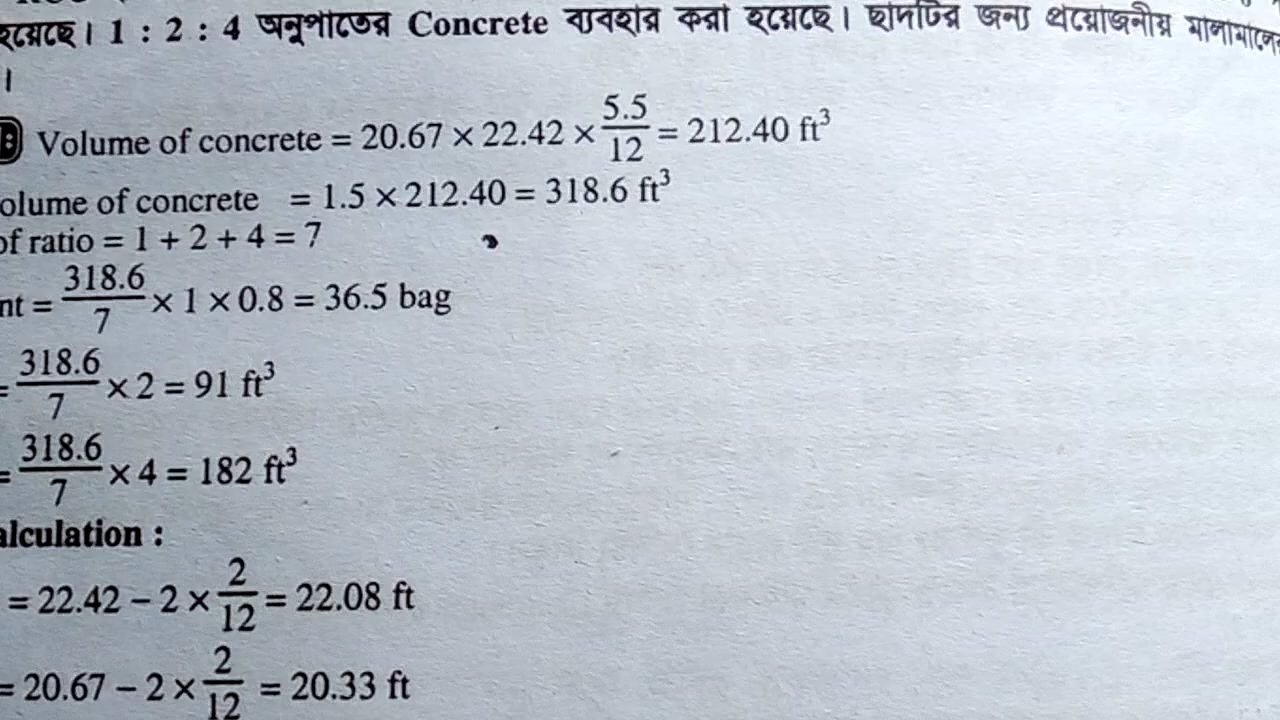 হয়েছে। 1 : 2 : 4 অনুপাতের Concrete ব্যবহার করা হয়েছে। ছাদটির জন্য প্রয়োজনীয় মালামালের
।
Volume of concrete = 20.67 × 22.42 × 5.5/12 = 212.40 ft³
olume of concrete = 1.5 × 212.40 = 318.6 ft³
of ratio = 1 + 2 + 4 = 7
nt = 318.6/7 × 1 × 0.8 = 36.5 bag
= 318.6/7 × 2 = 91 ft³
= 318.6/7 × 4 = 182 ft³
alculation :
= 22.42 – 2 × 2/12 = 22.08 ft
= 20.67 – 2 × 2/12 = 20.33 ft